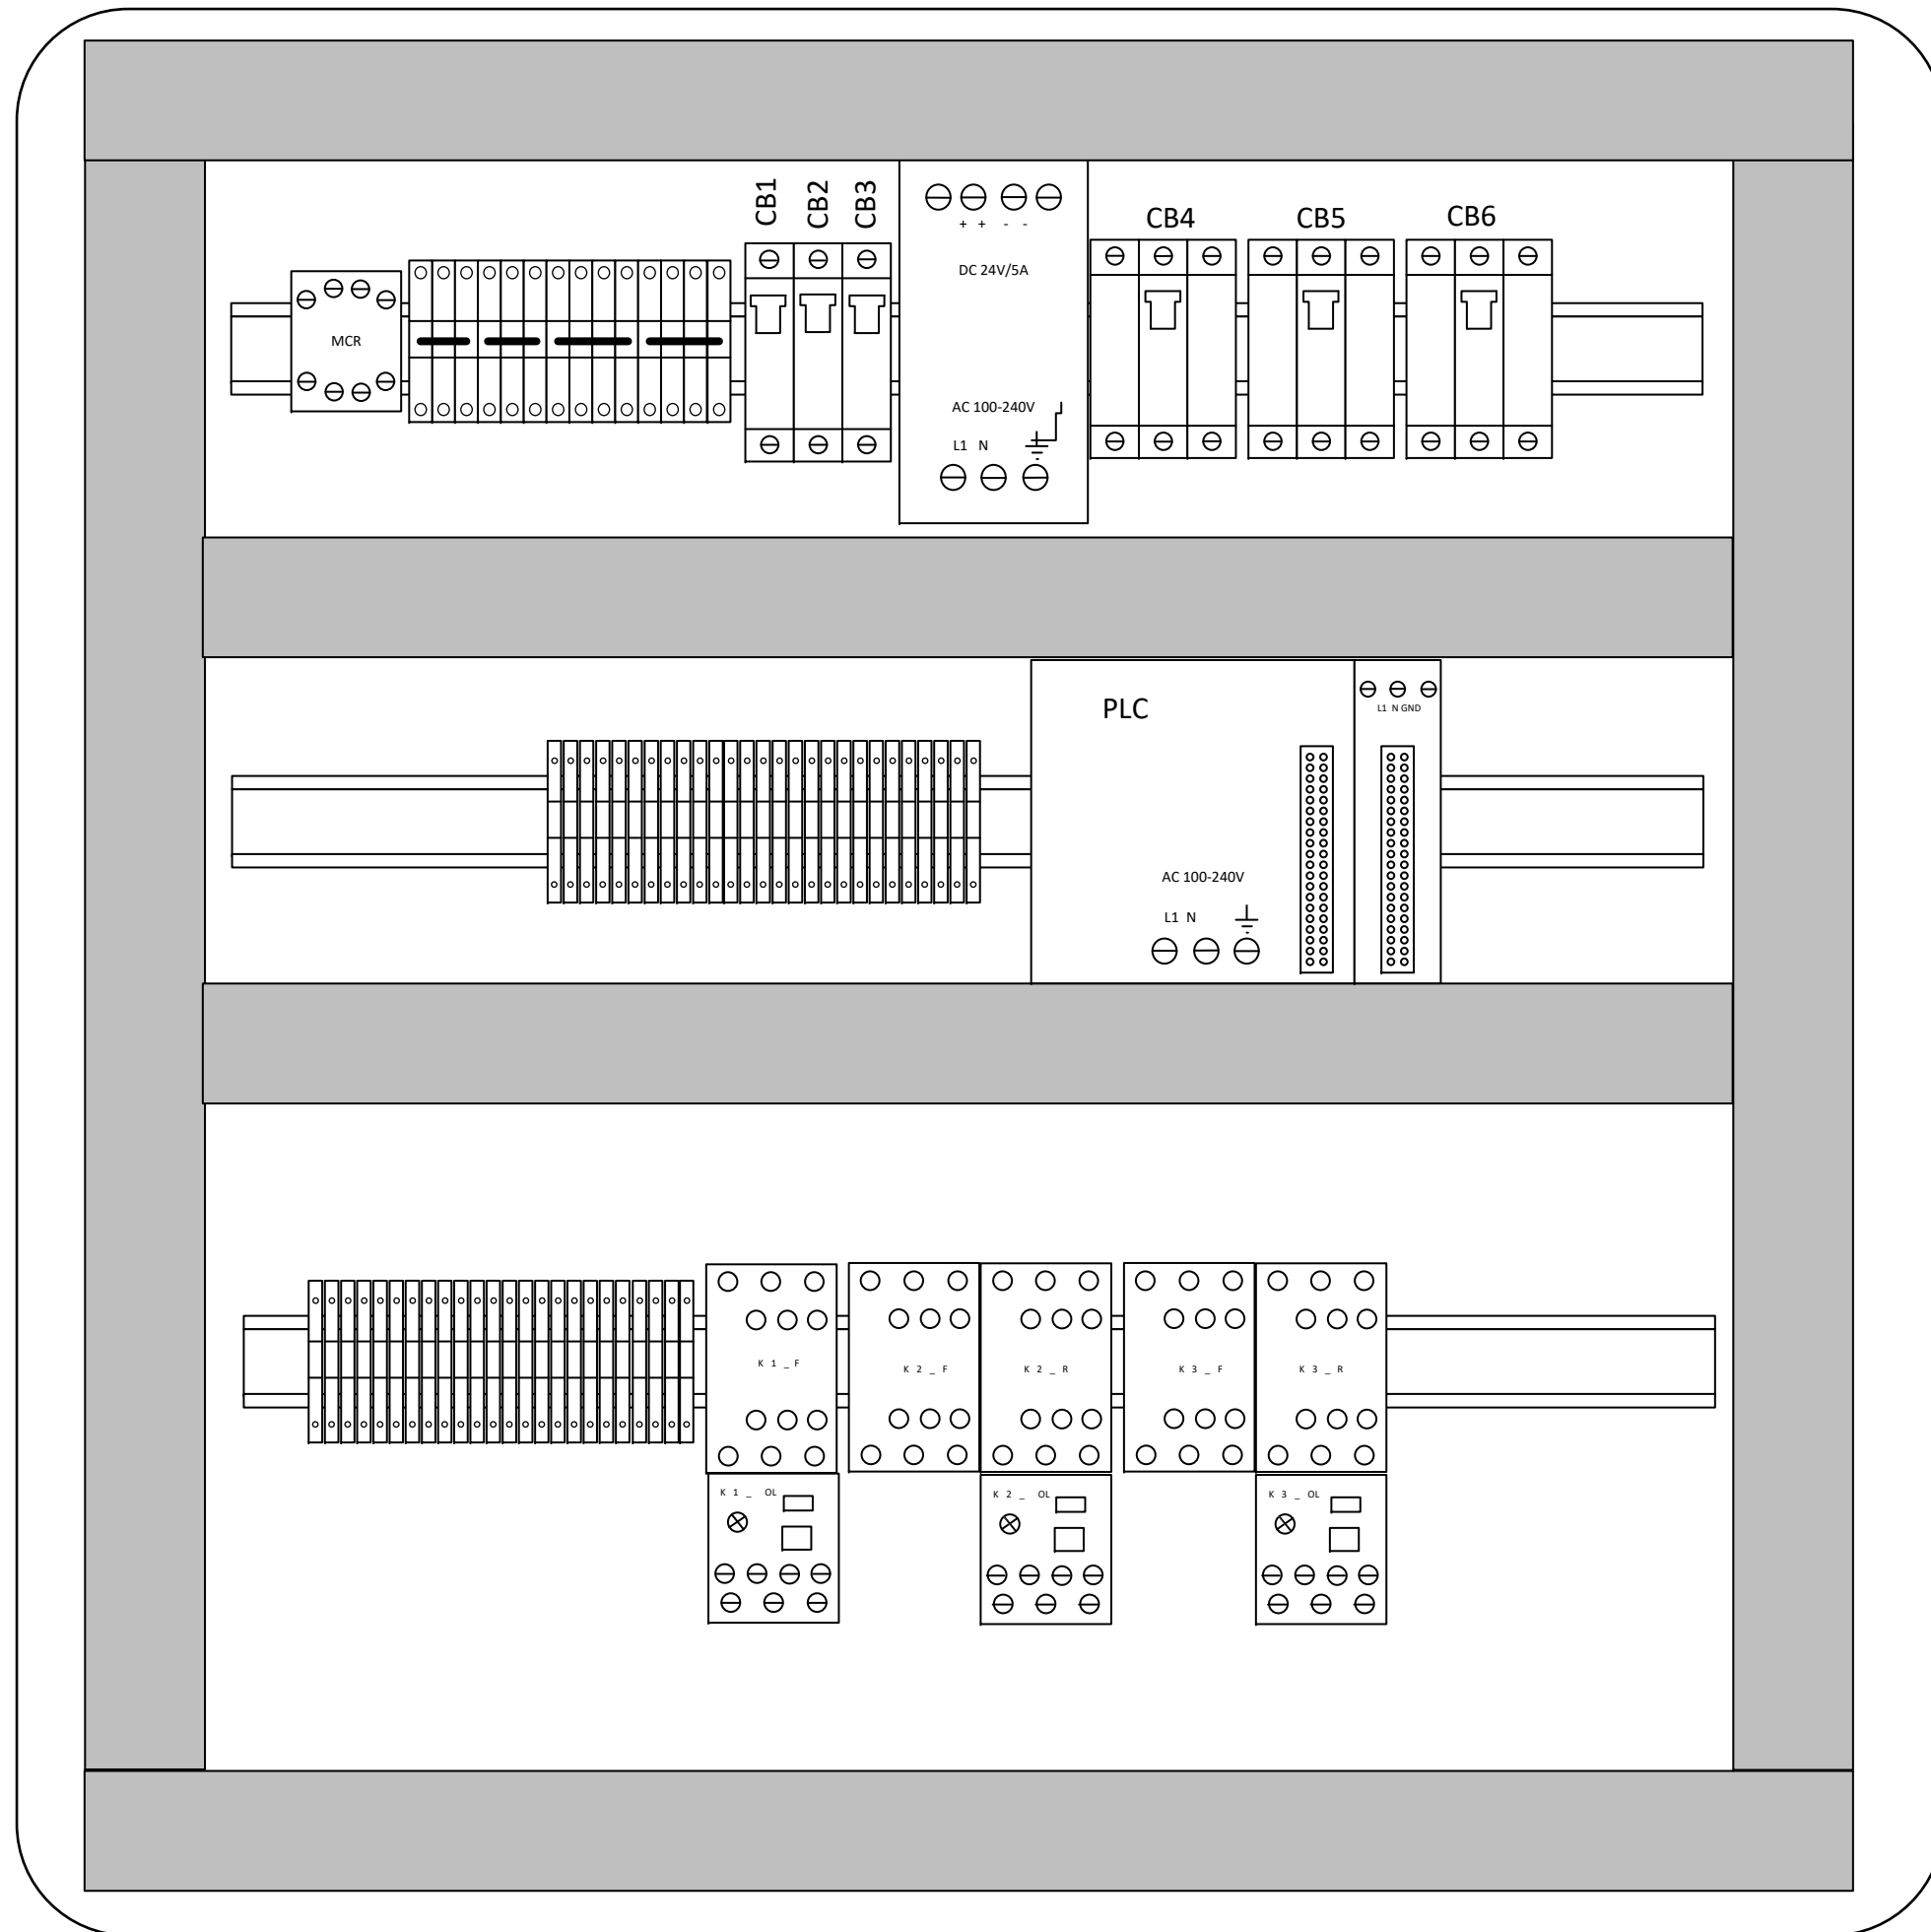 CB1
CB2
CB3
+ + - -
DC 24V/5A
CB4
CB5
CB6
MCR
AC 100-240V
L1 N
PLC
L1 N GND
AC 100-240V
L1 N
K 1 _ F
K 2 _ F
K 2 _ R
K 3 _ F
K 3 _ R
K 1 _ OL
K 2 _ OL
K 3 _ OL